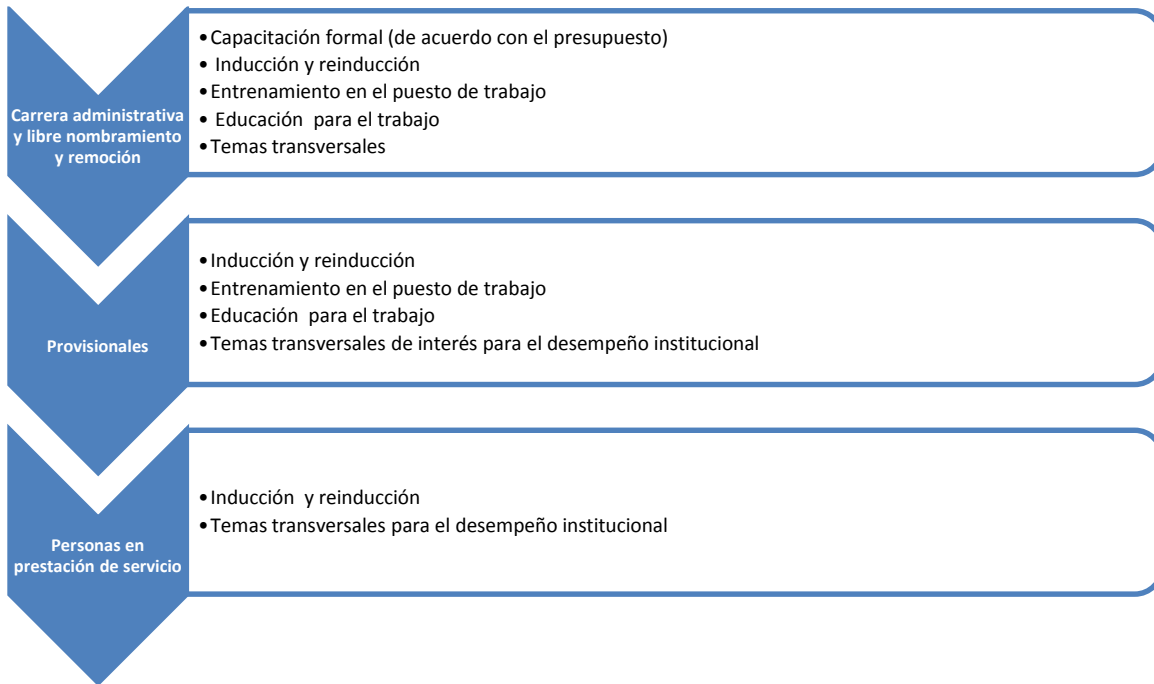 Carrera administrativa
y libre nombramiento
y remoción
•Capacitación formal (de acuerdo con el presupuesto)
• Inducción y reinducción
•Entrenamiento en el puesto de trabajo
• Educación para el trabajo
•Temas transversales
Provisionales
•Inducción y reinducción
•Entrenamiento en el puesto de trabajo
•Educación para el trabajo
•Temas transversales de interés para el desempeño institucional
Personas en
prestación de servicio
•Inducción y reinducción
•Temas transversales para el desempeño institucional